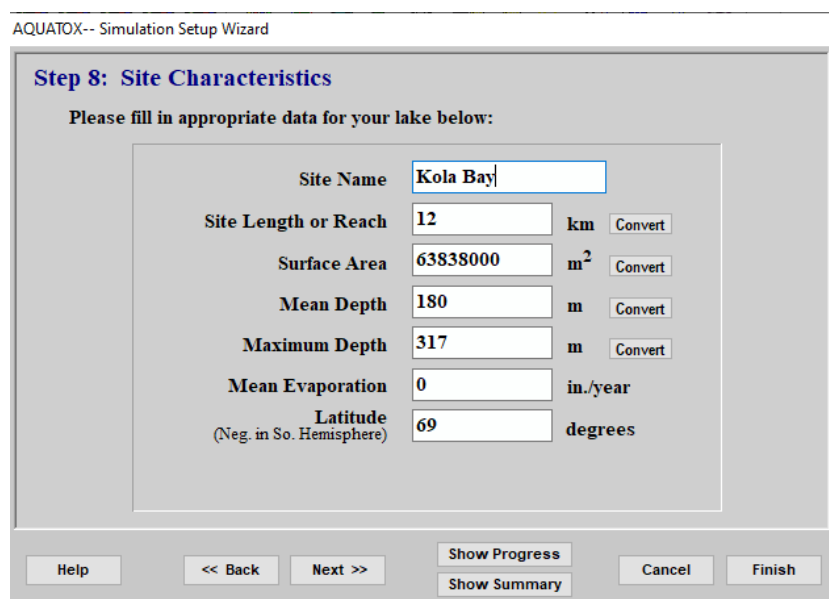 AQUATOX-- Simulation Setup Wizard
Step 8: Site Characteristics
Please fill in appropriate data for your lake below:
Site Name Kola Bay
Site Length or Reach 12 km Convert
Surface Area 63838000 m² Convert
Mean Depth 180 m Convert
Maximum Depth 317 m Convert
Mean Evaporation 0 in./year
Latitude
(Neg. in So. Hemisphere) 69 degrees
Help << Back Next >> Show Progress Cancel Finish
Show Summary